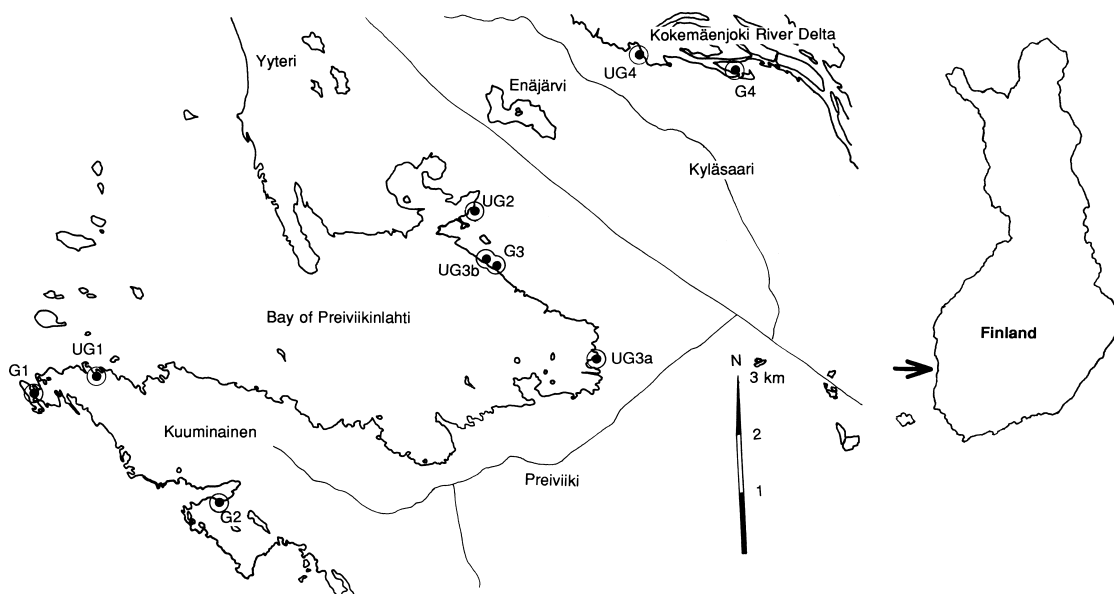 Kokemäenjoki River Delta
Yyteri
UG4
G4
Enäjärvi
Kyläsaari
UG2
G3
UG3b
Bay of Preiviikinlahti
Finland
UG1
UG3a
N
G1
3 km
Kuuminainen
2
Preiviiki
1
G2